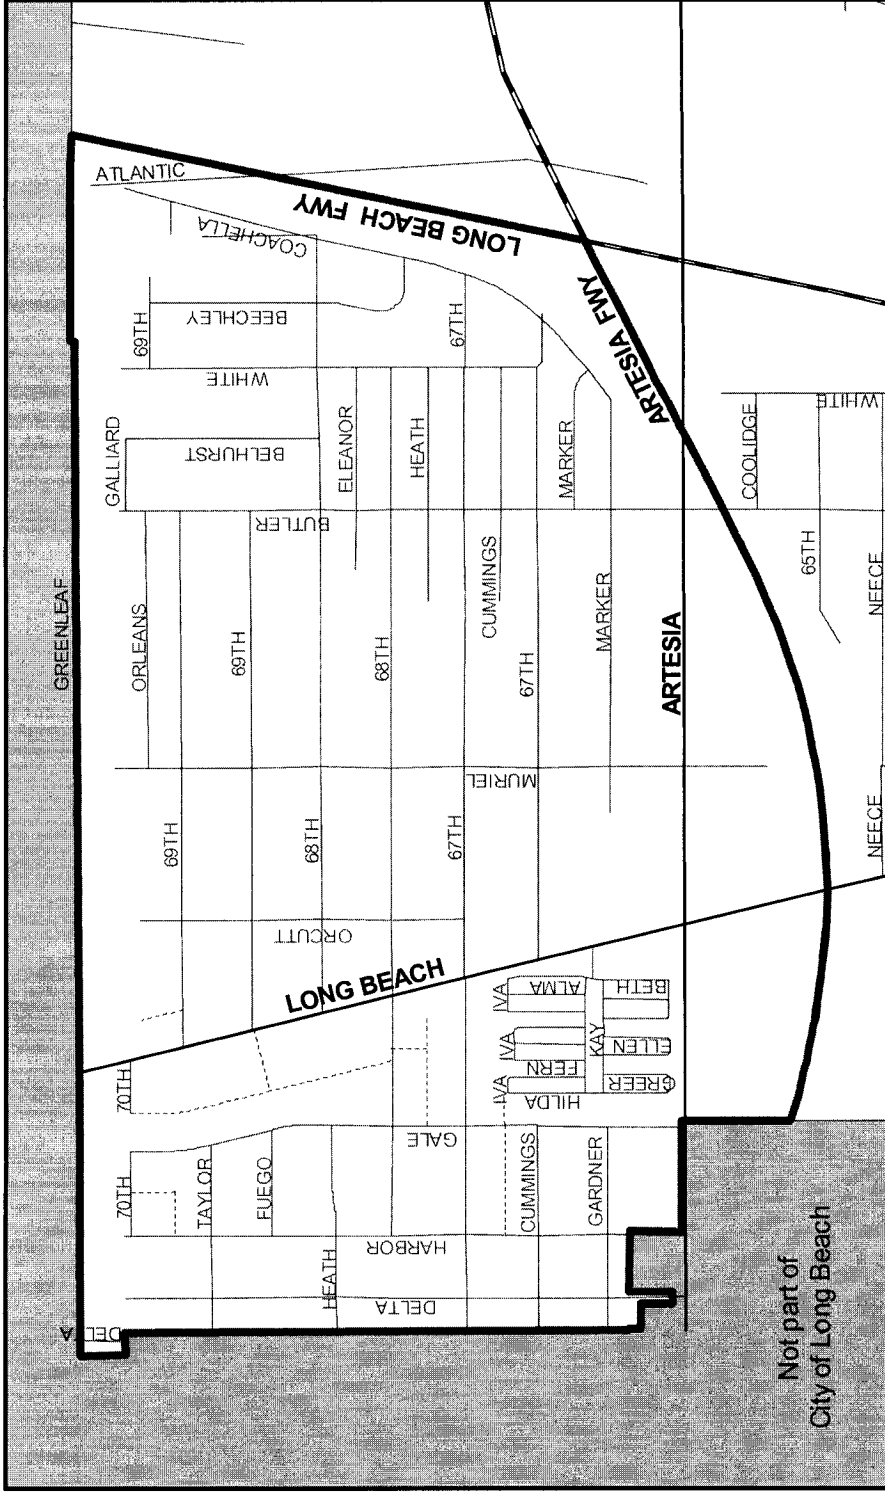 GREENLEAF
DELTA
ATLANTIC
GALLIARD
70TH
70TH
ORLEANS
69TH
69TH
69TH
COACHELLA
TAYLOR
BEECHLEY
WHITE
BELHURST
FUEGO
BUTLER
68TH
ORCUTT
LONG BEACH
LONG BEACH FWY
HEATH
ELEANOR
68TH
HARBOR
DELTA
HEATH
GALE
67TH
67TH
MURIEL
CUMMINGS
IVA
IVA
IVA
67TH
CUMMINGS
ALMA
FERN
HILDA
MARKER
GARDNER
KAY
MARKER
ARTESIA FWY
BETH
ELLEN
GREER
ARTESIA
COOLIDGE
Not part of
City of Long Beach
65TH
WHITE
NEECE
NEECE